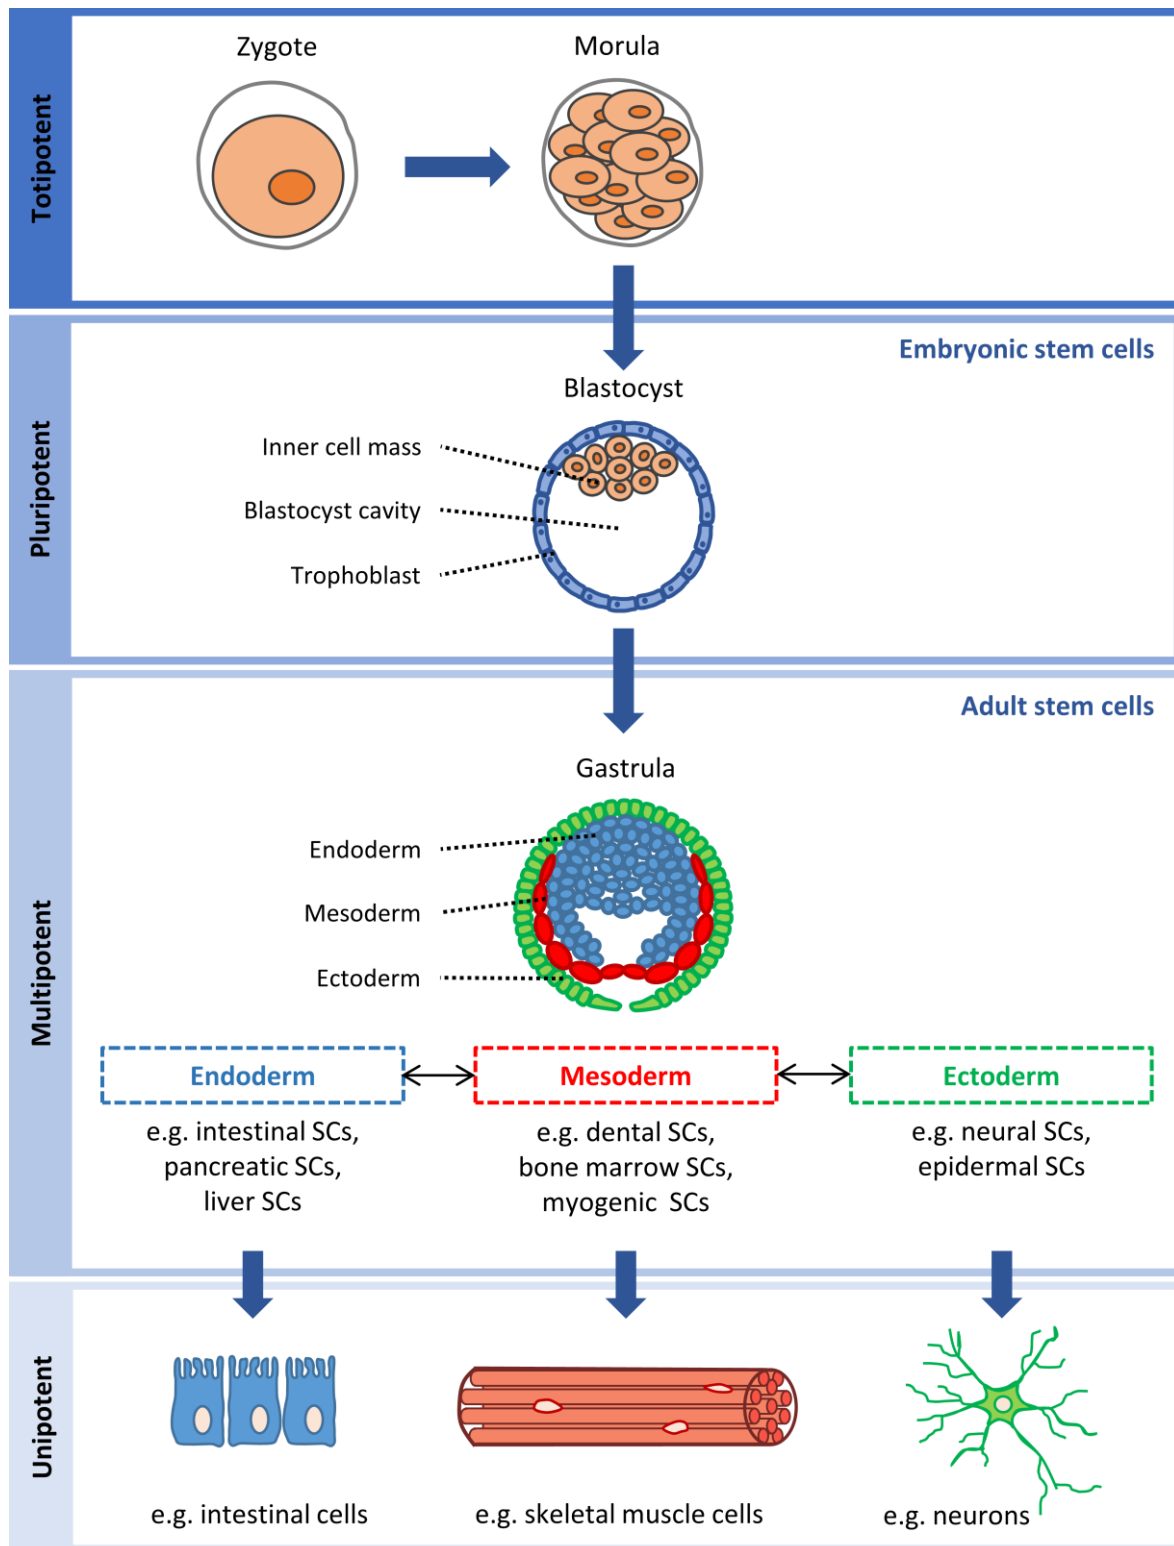 Totipotent
Zygote
Morula
Pluripotent
Embryonic stem cells
Blastocyst
Inner cell mass
Blastocyst cavity
Trophoblast
Multipotent
Adult stem cells
Gastrula
Endoderm
Mesoderm
Ectoderm
Endoderm
Mesoderm
Ectoderm
e.g. intestinal SCs,
pancreatic SCs,
liver SCs
e.g. dental SCs,
bone marrow SCs,
myogenic SCs
e.g. neural SCs,
epidermal SCs
Unipotent
e.g. intestinal cells
e.g. skeletal muscle cells
e.g. neurons